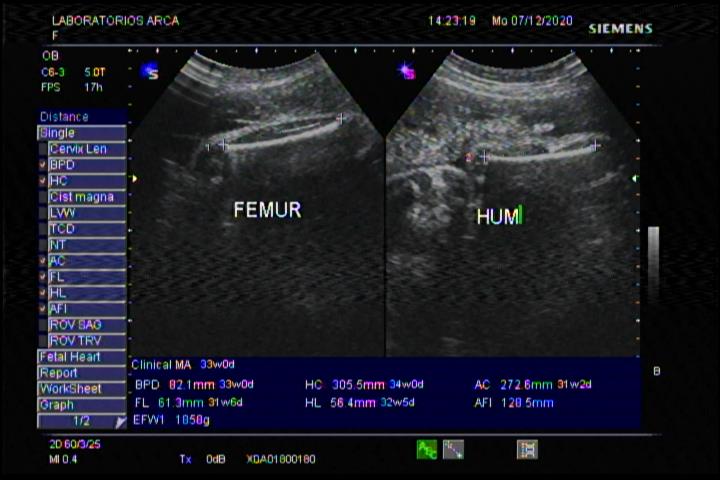 LABORATORIOS ARCA
F
14:23:19 Mo 07/12/2020
SIEMENS
OB
C6-3 5.0T
FPS 17h
Distance
Single
Cervix Len
BPD
HC
Cist magna
LVW
TCD
NT
AC
FL
HL
AFI
ROV SAG
ROV TRV
Fetal Heart
Report
WorkSheet
Graph
1/2
S
S
FEMUR
2
HUM
B
Clinical MA 33w0d
BPD 82.1mm 33w0d HC 305.5mm 34w0d AC 272.6mm 31w2d
FL 61.3mm 31w6d HL 56.4mm 32w5d AFI 128.5mm
EFW1 1858g
2D 60/3/25
MI 0.4 Tx 0dB XDA01800180
ABC